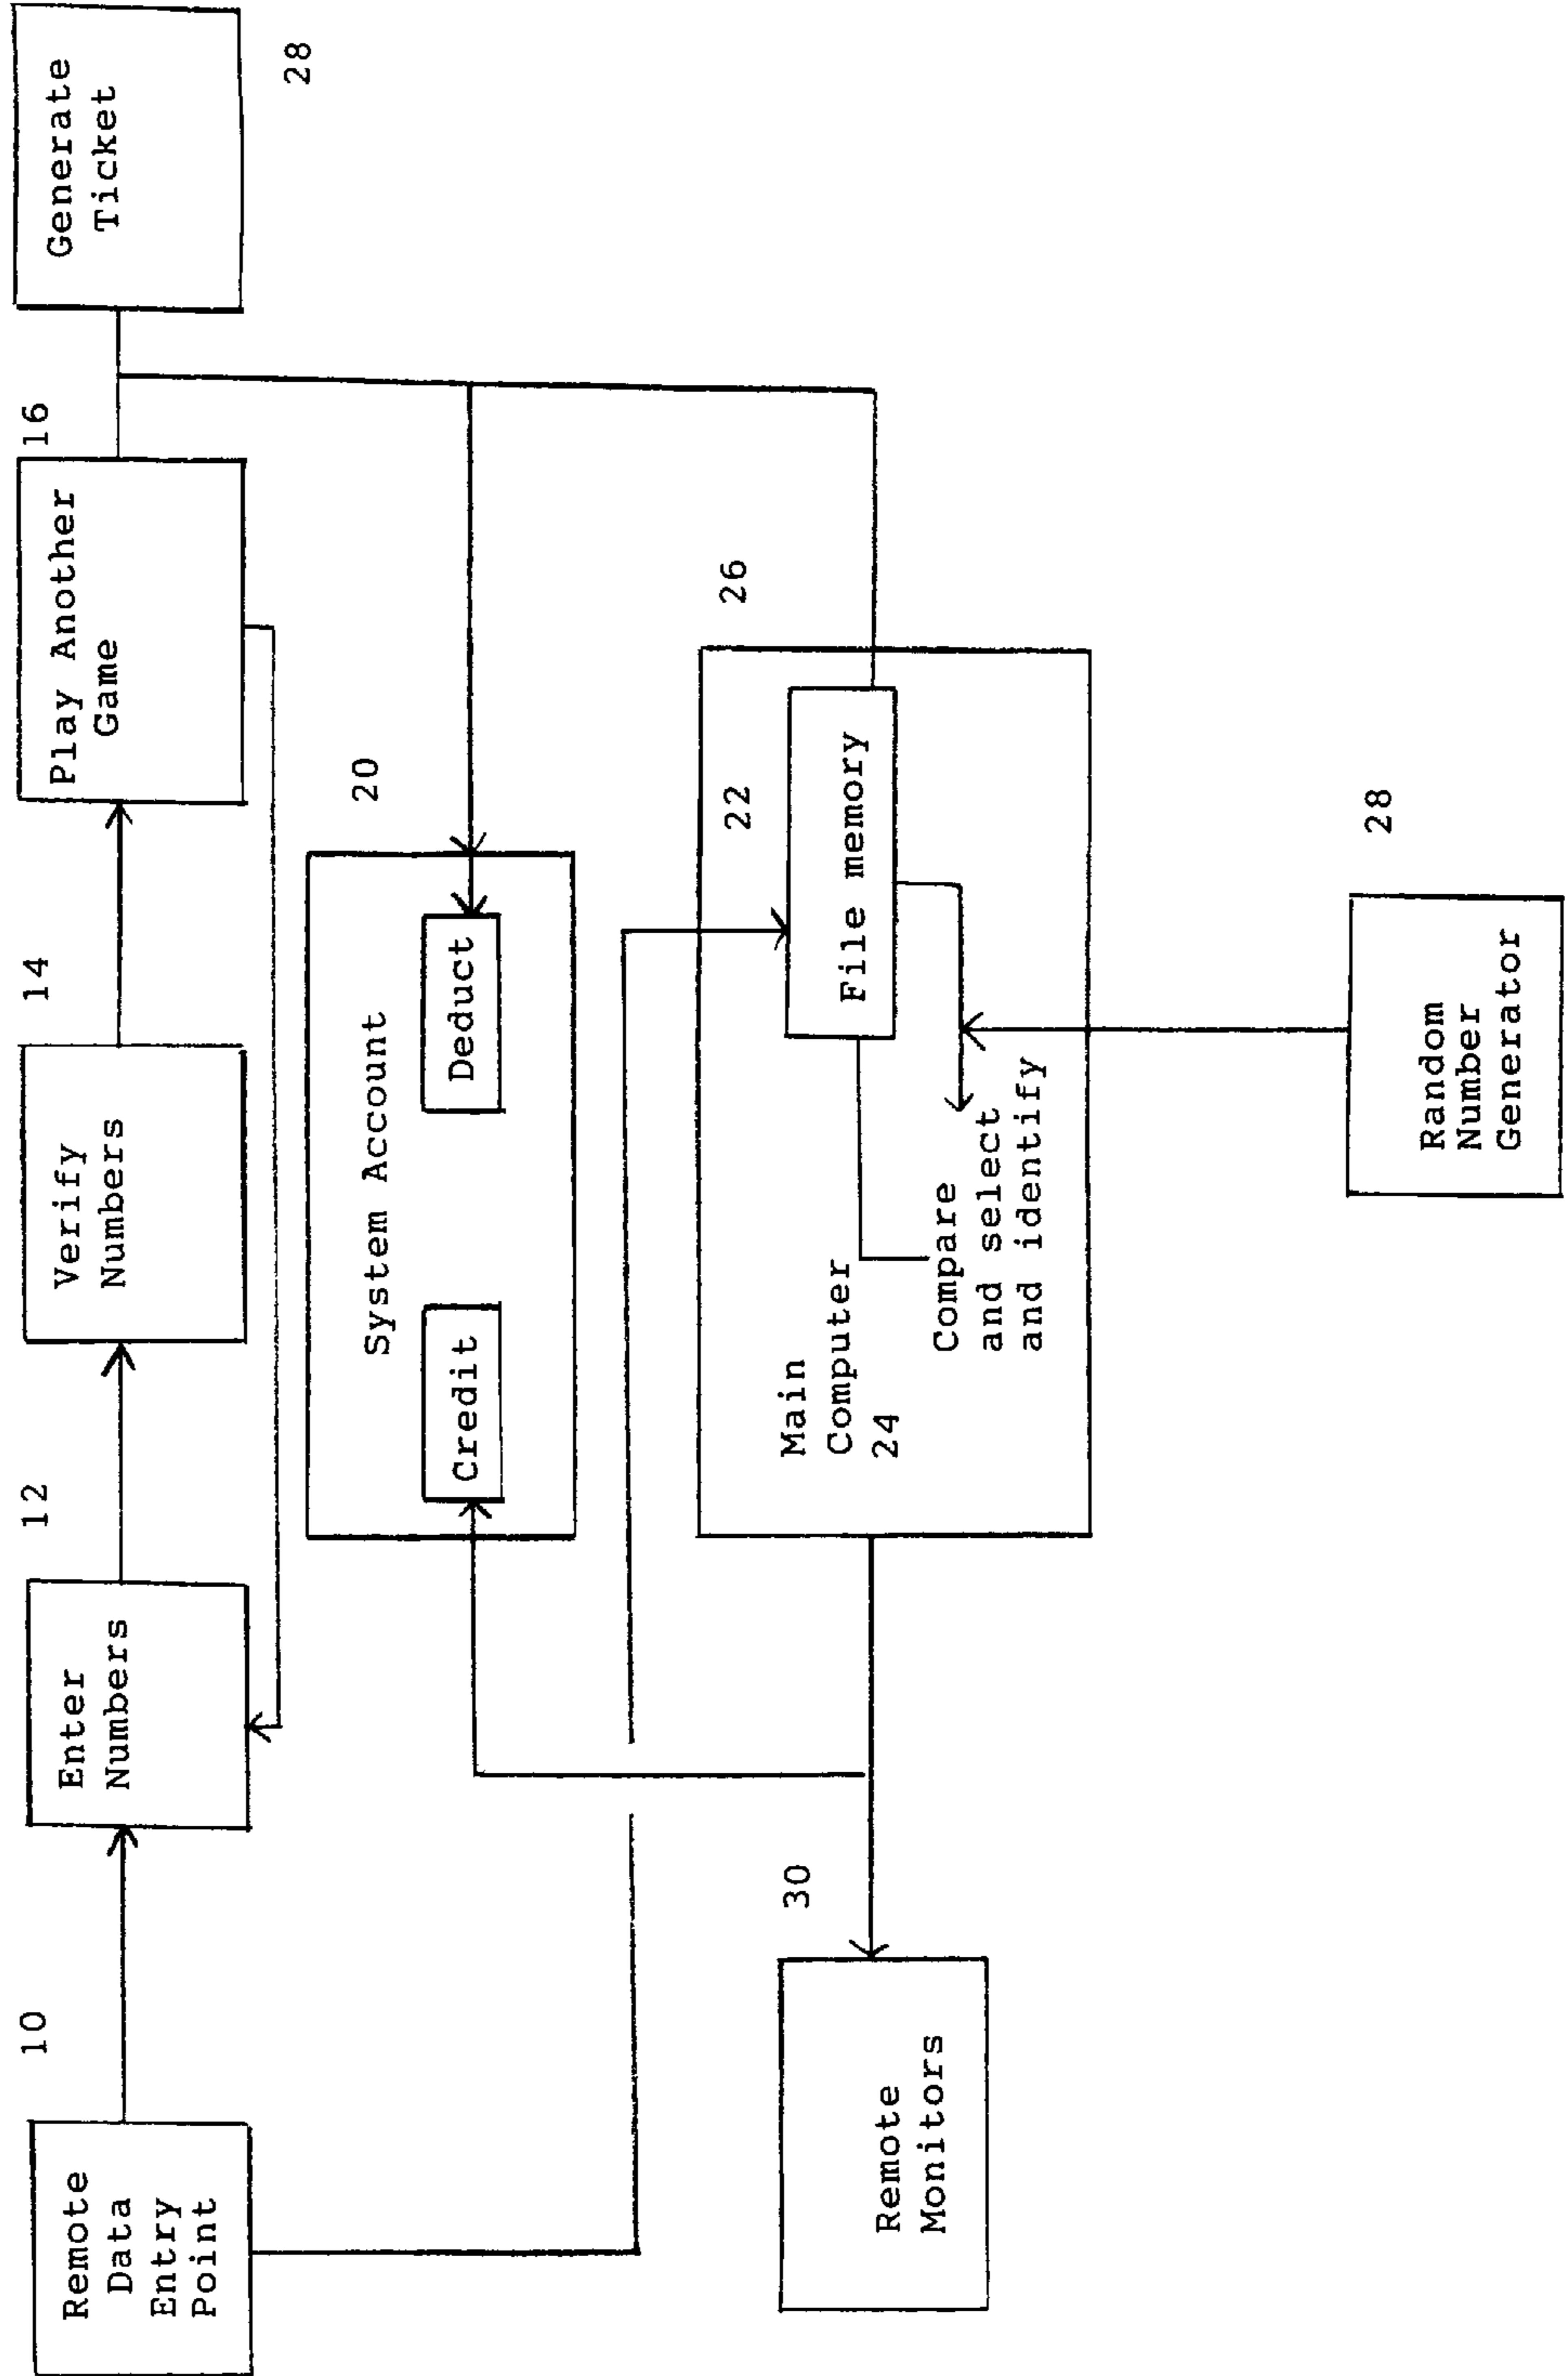 10
Remote
Data
Entry
Point
12
Enter
Numbers
14
Verify
Numbers
16
Play Another
Game
Generate
Ticket
28
20
System Account
Credit
Deduct
26
22
File memory
Main
Computer
24
Compare
and select
and identify
30
Remote
Monitors
28
Random
Number
Generator